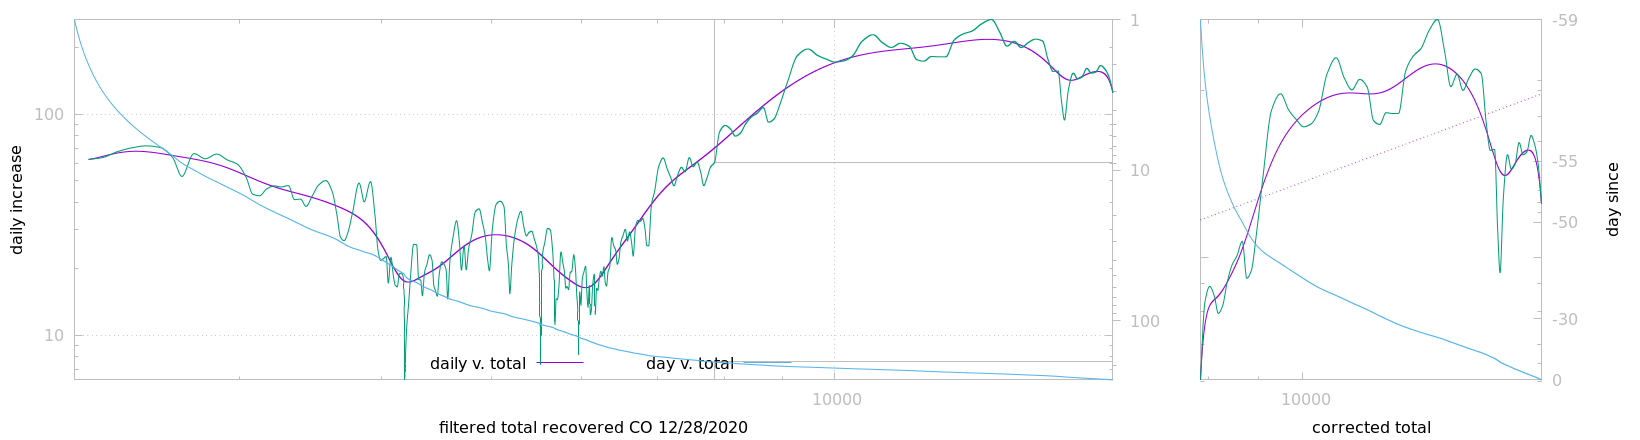 daily increase
100
10
1
10
100
10000
daily v. total
day v. total
filtered total recovered CO 12/28/2020
-59
-55
-50
-30
0
10000
day since
corrected total